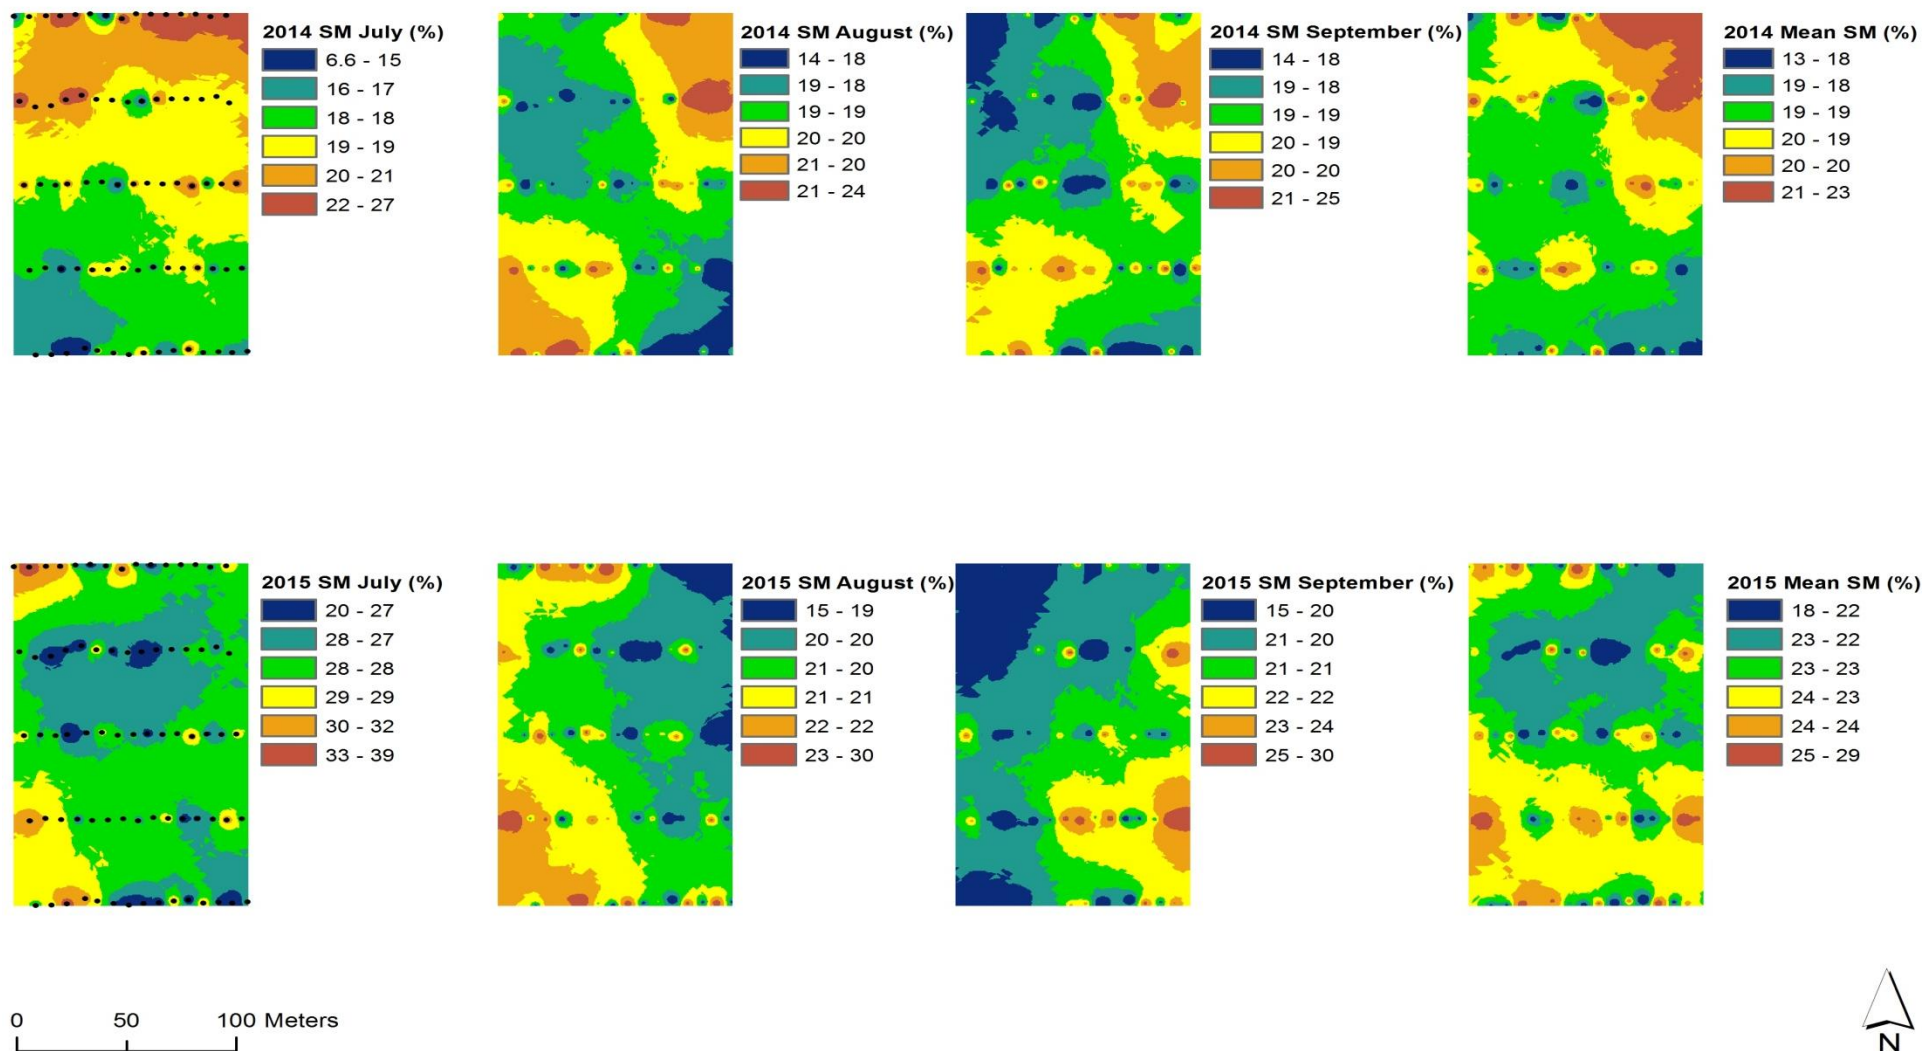 2014 SM July (%)
6.6 - 15
16 - 17
18 - 18
19 - 19
20 - 21
22 - 27
2014 SM August (%)
14 - 18
19 - 18
19 - 19
20 - 20
21 - 20
21 - 24
2014 SM September (%)
14 - 18
19 - 18
19 - 19
20 - 19
20 - 20
21 - 25
2014 Mean SM (%)
13 - 18
19 - 18
19 - 19
20 - 19
20 - 20
21 - 23
2015 SM July (%)
20 - 27
28 - 27
28 - 28
29 - 29
30 - 32
33 - 39
2015 SM August (%)
15 - 19
20 - 20
21 - 20
21 - 21
22 - 22
23 - 30
2015 SM September (%)
15 - 20
21 - 20
21 - 21
22 - 22
23 - 24
25 - 30
2015 Mean SM (%)
18 - 22
23 - 22
23 - 23
24 - 23
24 - 24
25 - 29
0 50 100 Meters
N